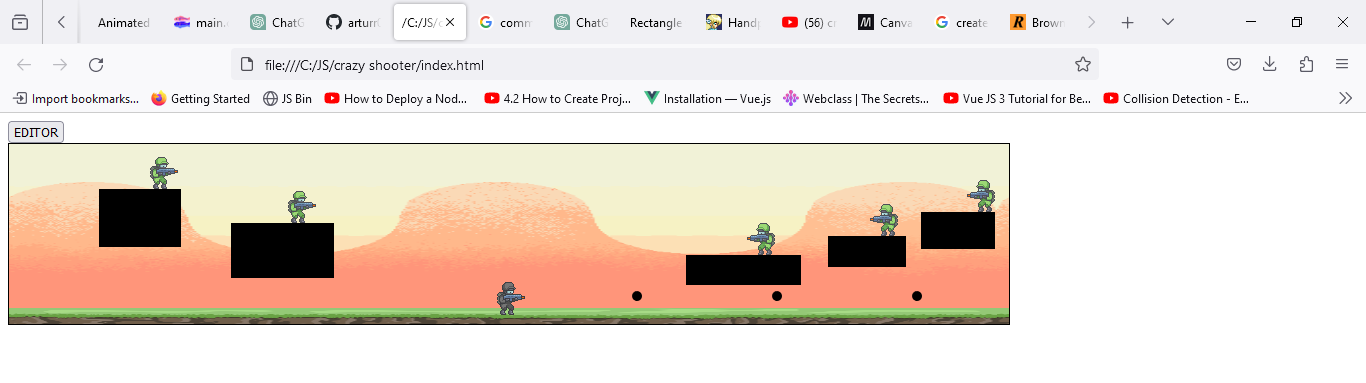 Animated main. ChatG arturr /C:/JS/c comm ChatG Rectangle Handp (56) c Canva create Brown
file:///C:/JS/crazy shooter/index.html
Import bookmarks... Getting Started JS Bin How to Deploy a Nod... 4.2 How to Create Proj... Installation — Vue.js Webclass | The Secrets... Vue JS 3 Tutorial for Be... Collision Detection - E...
EDITOR